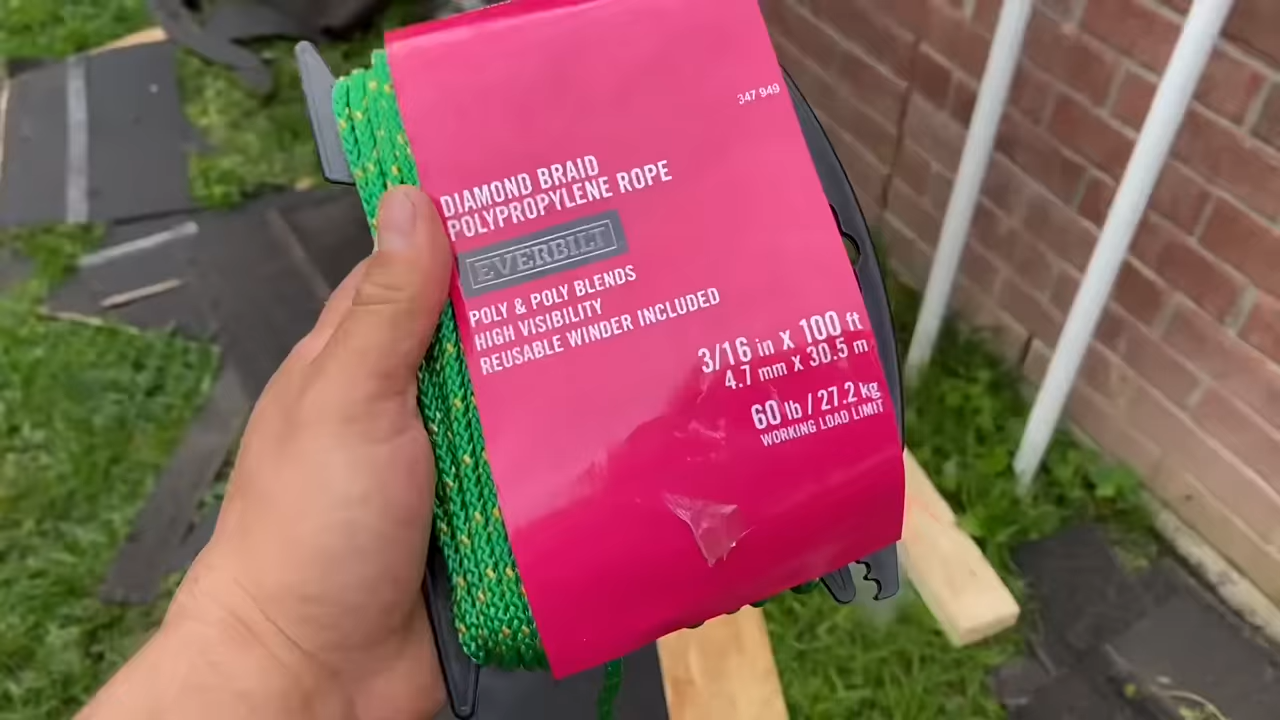 347 949
DIAMOND BRAID
POLYPROPYLENE ROPE
EVERBILT
POLY & POLY BLENDS
HIGH VISIBILITY
REUSABLE WINDER INCLUDED
3/16 in x 100 ft
4.7 mm x 30.5 m
60 lb / 27.2 kg
WORKING LOAD LIMIT